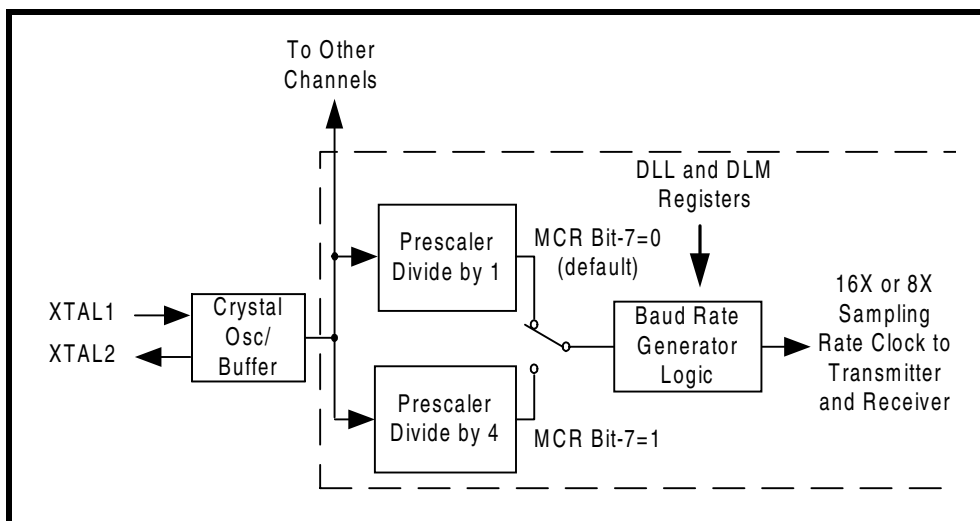 To Other
Channels
DLL and DLM
Registers
Prescaler
Divide by 1
MCR Bit-7=0
(default)
XTAL1
XTAL2
Crystal
Osc/
Buffer
Baud Rate
Generator
Logic
16X or 8X
Sampling
Rate Clock to
Transmitter
and Receiver
Prescaler
Divide by 4
MCR Bit-7=1